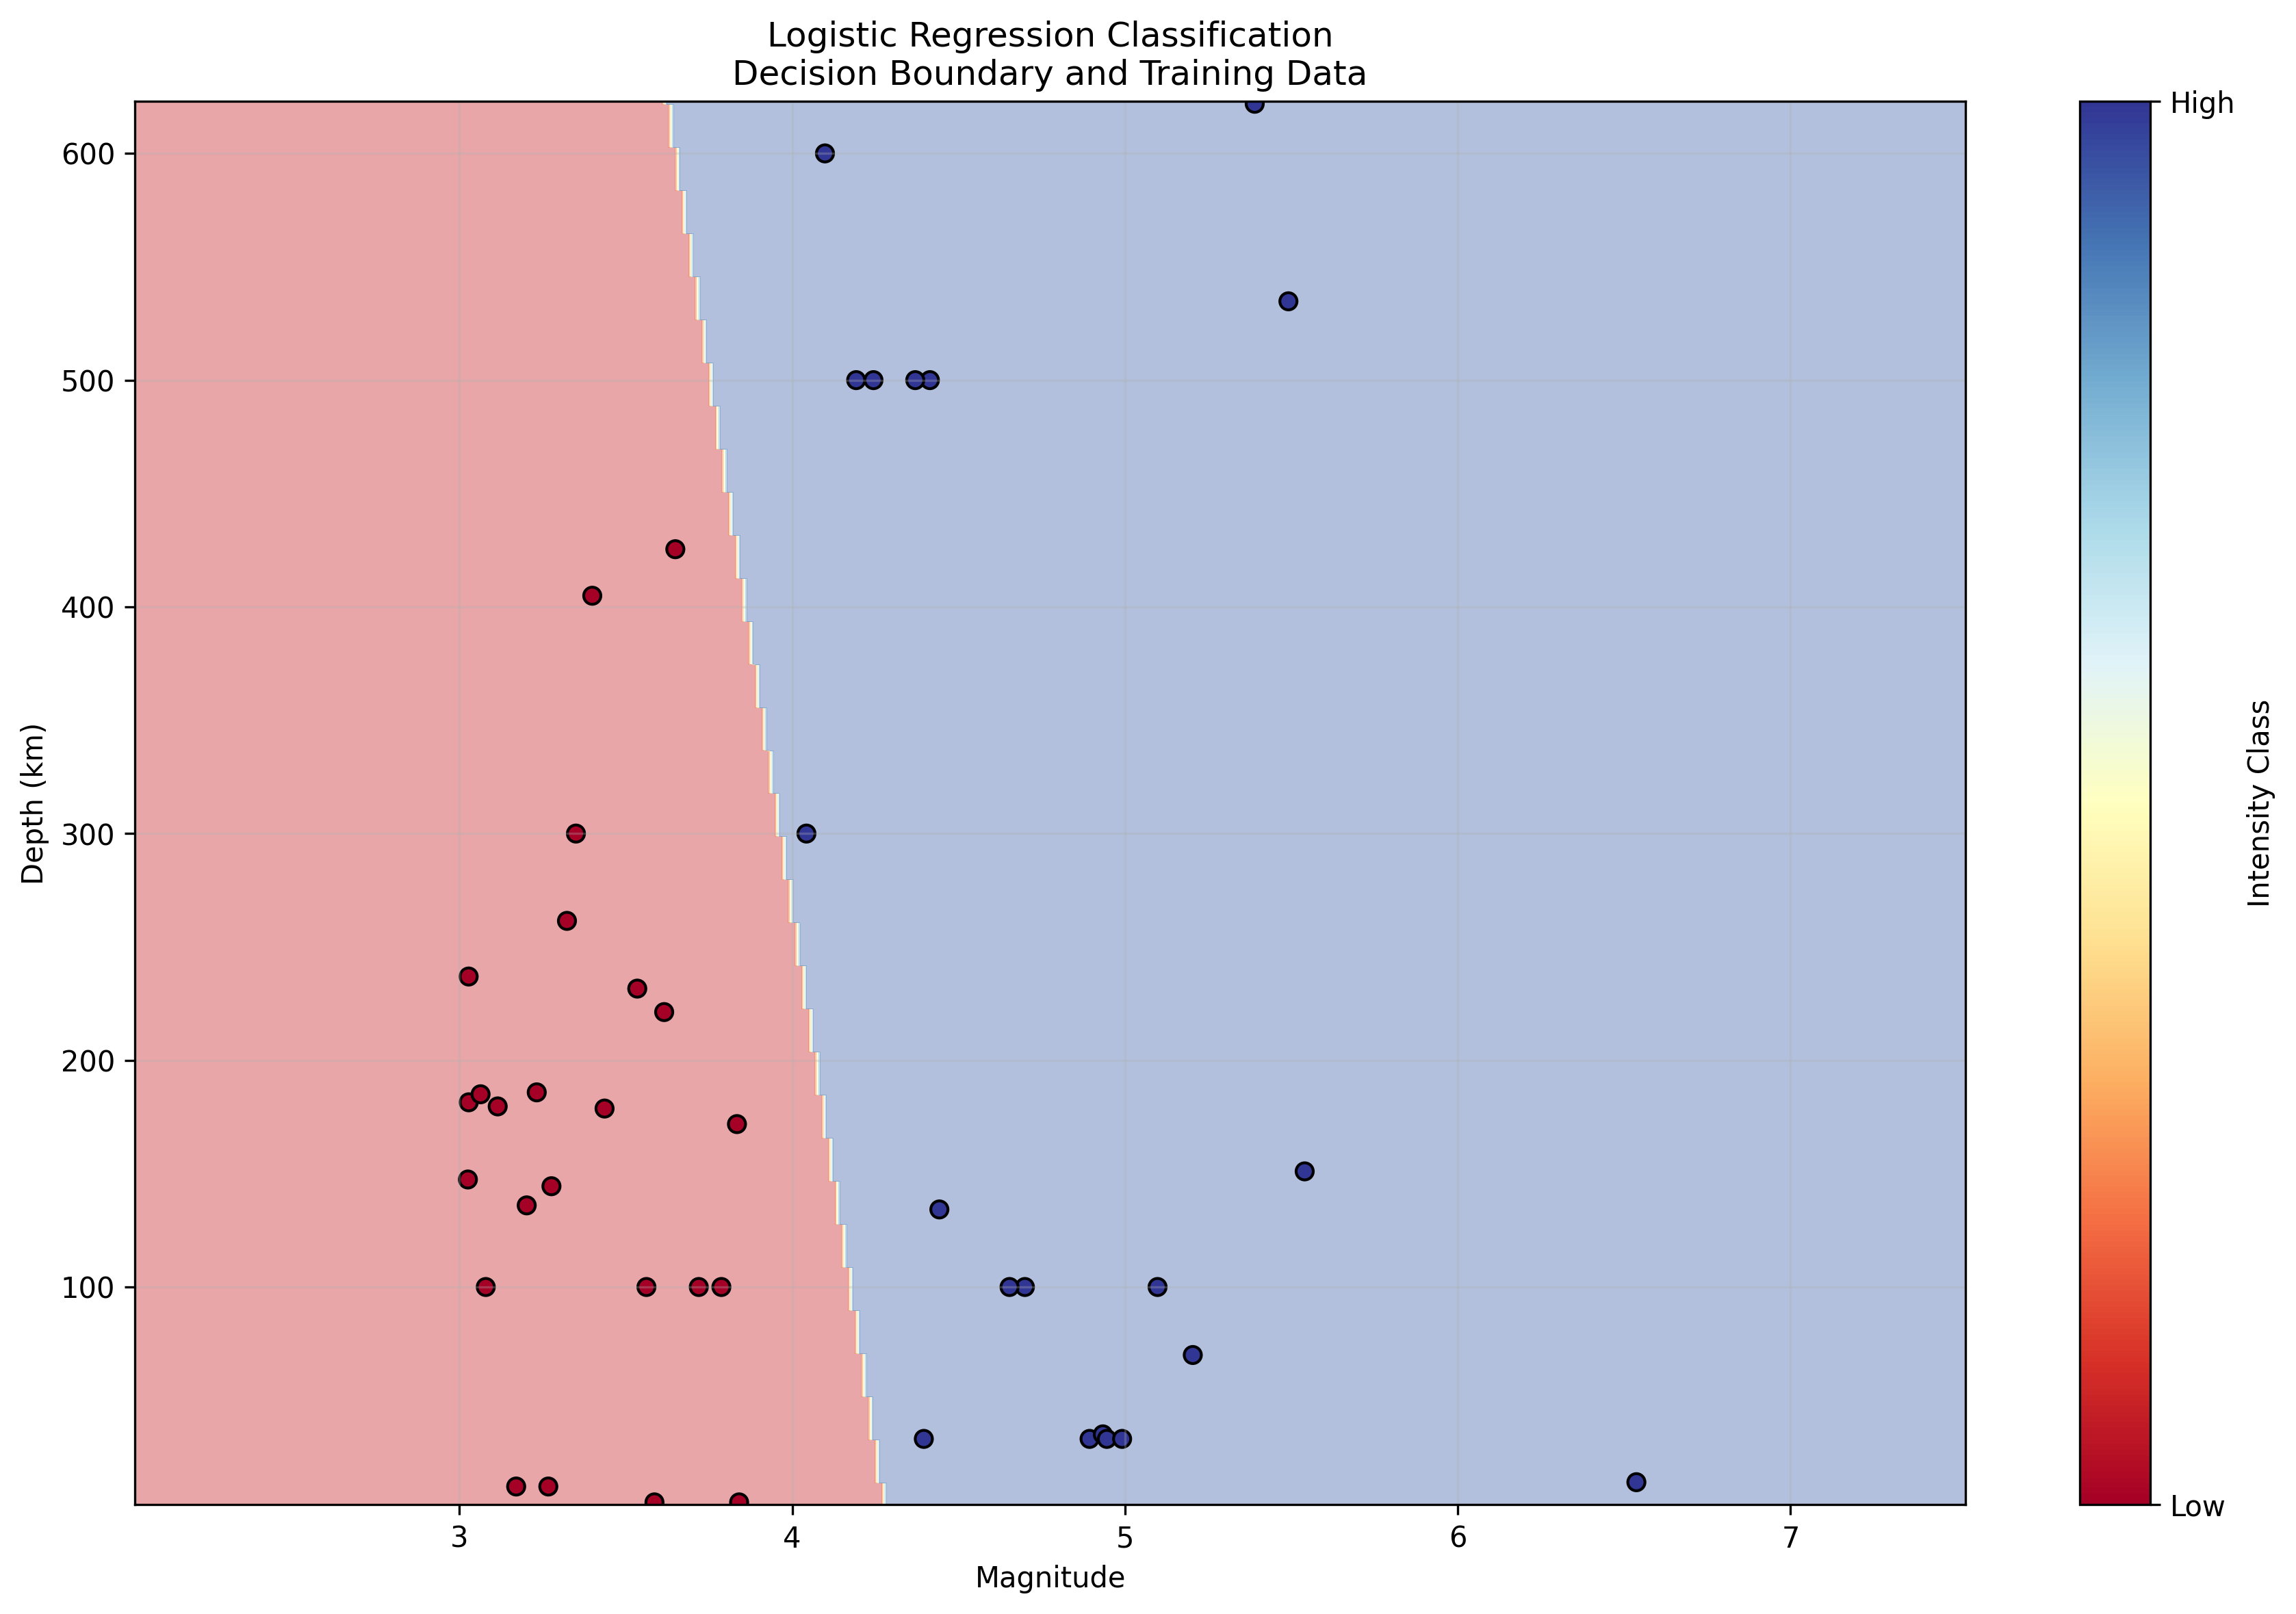 Logistic Regression Classification
Decision Boundary and Training Data
600
500
400
300
200
100
Depth (km)
3 4 5 6 7
Magnitude
High
Low
Intensity Class